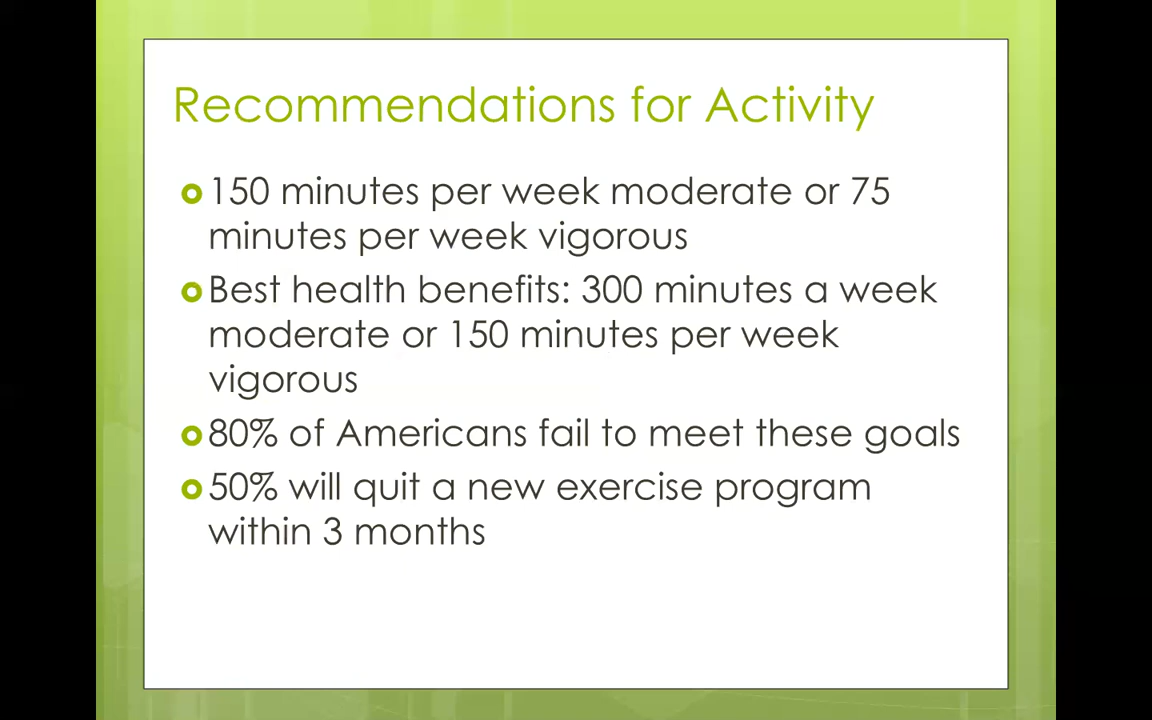 Recommendations for Activity
150 minutes per week moderate or 75
minutes per week vigorous
Best health benefits: 300 minutes a week
moderate or 150 minutes per week
vigorous
80% of Americans fail to meet these goals
50% will quit a new exercise program
within 3 months